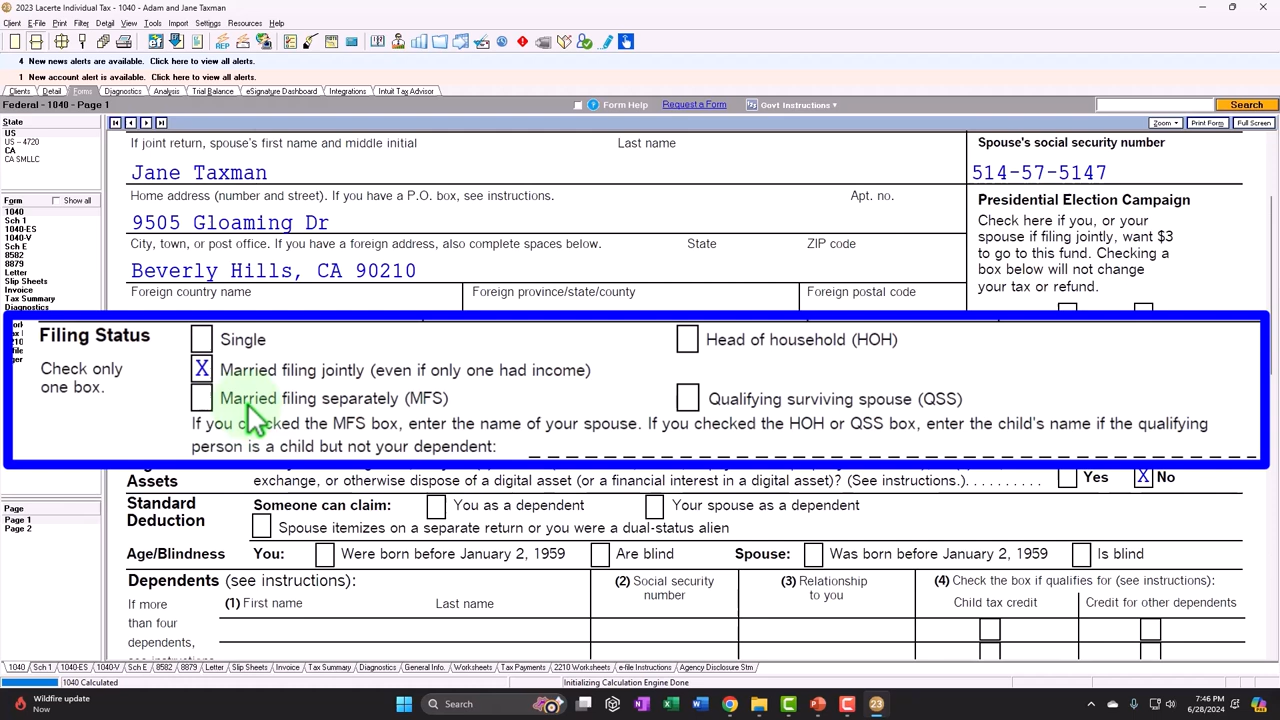 2023 Lacerte Individual Tax - 1040 - Adam and Jane Taxman
Client E-File Print Filter Detail View Tools Import Settings Resources Help
REP
4 New news alerts are available. Click here to view all alerts.
1 New account alert is available. Click here to view all alerts.
Clients Detail Forms Diagnostics Analysis Trial Balance eSignature Dashboard Integrations Intuit Tax Advisor
Federal - 1040 - Page 1 Form Help Request a Form Govt Instructions Search
State
US
US - 4720
CA
CA SMLLC
Form Show all
1040
Sch 1
1040-ES
1040-V
Sch E
8582
8879
Letter
Slip Sheets
Invoice
Tax Summary
Diagnostics
Page
Page 1
Page 2
Zoom Print Form Full Screen
If joint return, spouse's first name and middle initial Last name Spouse's social security number
Jane Taxman 514-57-5147
Home address (number and street). If you have a P.O. box, see instructions. Apt. no.
9505 Gloaming Dr
City, town, or post office. If you have a foreign address, also complete spaces below. State ZIP code
Beverly Hills, CA 90210
Foreign country name Foreign province/state/county Foreign postal code
Presidential Election Campaign
Check here if you, or your
spouse if filing jointly, want $3
to go to this fund. Checking a
box below will not change
your tax or refund.
Filing Status Single Head of household (HOH)
Check only
one box.
X Married filing jointly (even if only one had income)
Married filing separately (MFS) Qualifying surviving spouse (QSS)
If you checked the MFS box, enter the name of your spouse. If you checked the HOH or QSS box, enter the child's name if the qualifying
person is a child but not your dependent:
Assets exchange, or otherwise dispose of a digital asset (or a financial interest in a digital asset)? (See instructions.) . . . . . . . . . . Yes X No
Standard
Deduction
Someone can claim: You as a dependent Your spouse as a dependent
Spouse itemizes on a separate return or you were a dual-status alien
Age/Blindness You: Were born before January 2, 1959 Are blind Spouse: Was born before January 2, 1959 Is blind
Dependents (see instructions): (2) Social security number (3) Relationship to you (4) Check the box if qualifies for (see instructions):
If more
than four
dependents,
(1) First name Last name Child tax credit Credit for other dependents
1040 Sch 1 1040-ES 1040-V Sch E 8582 8879 Letter Slip Sheets Invoice Tax Summary Diagnostics General Info. Worksheets Tax Payments 2210 Worksheets e-file Instructions Agency Disclosure Stm
1040 Calculated Initializing Calculation Engine Done
Wildfire update
Now
Search
23
7:46 PM
6/28/2024